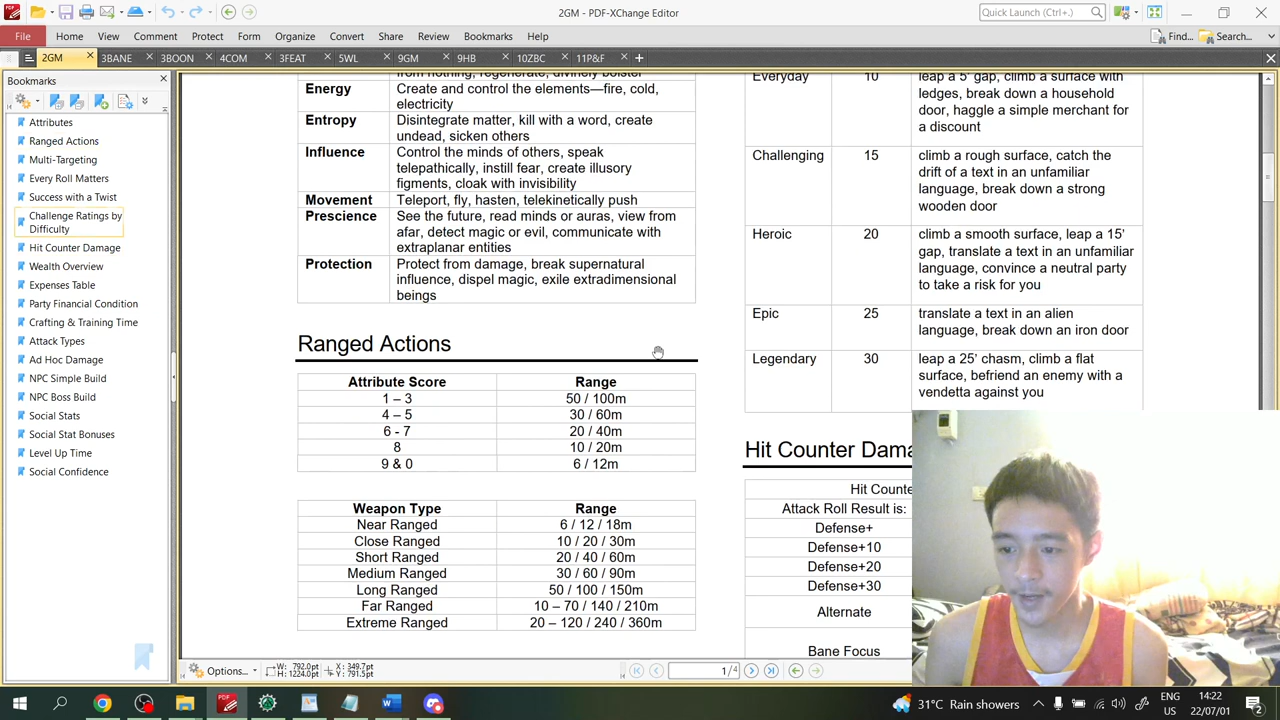 2GM - PDF-XChange Editor
Quick Launch (Ctrl+.)
File Home View Comment Protect Form Organize Convert Share Review Bookmarks Help
Find... Search...
2GM 3BANE 3BOON 4COM 3FEAT 5WL 9GM 9HB 10ZBC 11P&F
Bookmarks
Attributes
Ranged Actions
Multi-Targeting
Every Roll Matters
Success with a Twist
Challenge Ratings by
Difficulty
Hit Counter Damage
Wealth Overview
Expenses Table
Party Financial Condition
Crafting & Training Time
Attack Types
Ad Hoc Damage
NPC Simple Build
NPC Boss Build
Social Stats
Social Stat Bonuses
Level Up Time
Social Confidence
from nothing, regenerate, divinely bolster
Energy Create and control the elements—fire, cold,
electricity
Entropy Disintegrate matter, kill with a word, create
undead, sicken others
Influence Control the minds of others, speak
telepathically, instill fear, create illusory
figments, cloak with invisibility
Movement Teleport, fly, hasten, telekinetically push
Prescience See the future, read minds or auras, view from
afar, detect magic or evil, communicate with
extraplanar entities
Protection Protect from damage, break supernatural
influence, dispel magic, exile extradimensional
beings
Ranged Actions
Attribute Score Range
1 – 3 50 / 100m
4 – 5 30 / 60m
6 - 7 20 / 40m
8 10 / 20m
9 & 0 6 / 12m
Weapon Type Range
Near Ranged 6 / 12 / 18m
Close Ranged 10 / 20 / 30m
Short Ranged 20 / 40 / 60m
Medium Ranged 30 / 60 / 90m
Long Ranged 50 / 100 / 150m
Far Ranged 10 – 70 / 140 / 210m
Extreme Ranged 20 – 120 / 240 / 360m
Everyday 10 leap a 5' gap, climb a surface with
ledges, break down a household
door, haggle a simple merchant for
a discount
Challenging 15 climb a rough surface, catch the
drift of a text in an unfamiliar
language, break down a strong
wooden door
Heroic 20 climb a smooth surface, leap a 15'
gap, translate a text in an unfamiliar
language, convince a neutral party
to take a risk for you
Epic 25 translate a text in an alien
language, break down an iron door
Legendary 30 leap a 25' chasm, climb a flat
surface, befriend an enemy with a
vendetta against you
Hit Counter Dama
Hit Counte
Attack Roll Result is:
Defense+
Defense+10
Defense+20
Defense+30
Alternate
Bane Focus
Options...
W: 792.0pt
H: 1224.0pt
X: 349.7pt
Y: 791.5pt
1/4
31°C Rain showers
ENG
US
14:22
22/07/01
2